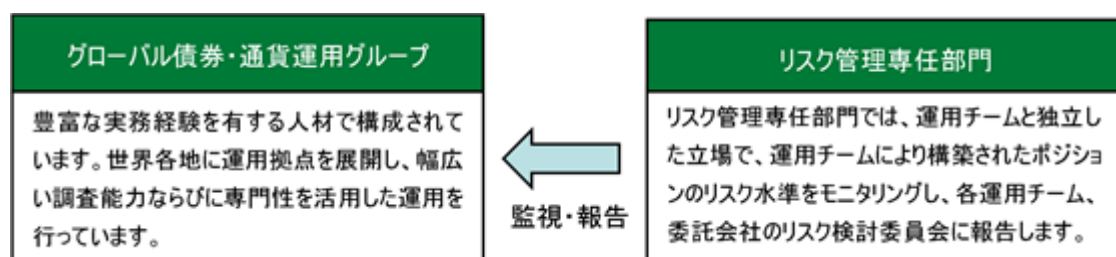 グローバル債券・通貨運用グループ
豊富な実務経験を有する人材で構成されて
います。世界各地に運用拠点を展開し、幅広
い調査能力ならびに専門性を活用した運用を
行っています。
監視・報告
リスク管理専任部門
リスク管理専任部門では、運用チームと独立し
た立場で、運用チームにより構築されたポジショ
ンのリスク水準をモニタリングし、各運用チーム、
委託会社のリスク検討委員会に報告します。